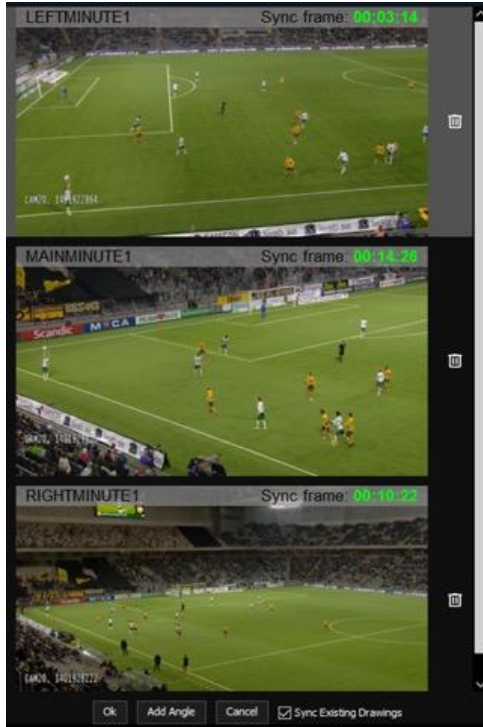 LEFTMINUTE1 Sync frame: 00:03:14
MAINMINUTE1 Sync frame: 00:14:26
Scandic M CA
RIGHTMINUTE1 Sync frame: 00:10:22
Ok Add Angle Cancel Sync Existing Drawings